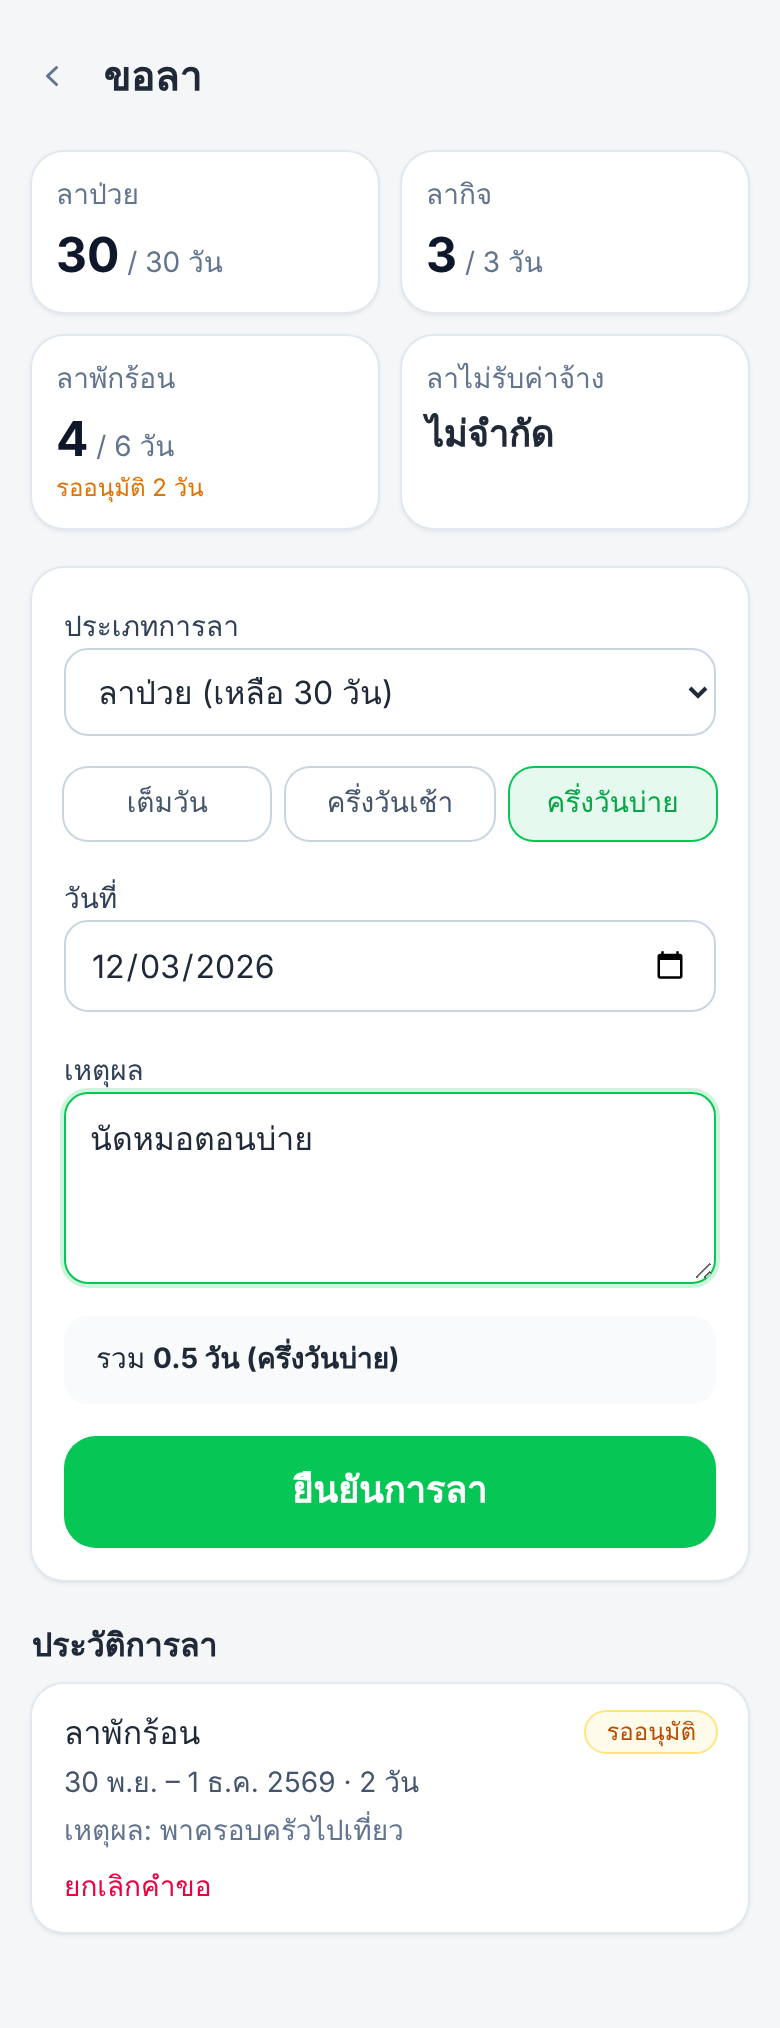 ขอลา
ลาป่วย
30 / 30 วัน
ลากิจ
3 / 3 วัน
ลาพักร้อน
4 / 6 วัน
รออนุมัติ 2 วัน
ลาไม่รับค่าจ้าง
ไม่จำกัด
ประเภทการลา
ลาป่วย (เหลือ 30 วัน)
เต็มวัน
ครึ่งวันเช้า
ครึ่งวันบ่าย
วันที่
12/03/2026
เหตุผล
นัดหมอตอนบ่าย
รวม 0.5 วัน (ครึ่งวันบ่าย)
ยืนยันการลา
ประวัติการลา
ลาพักร้อน
รออนุมัติ
30 พ.ย. – 1 ธ.ค. 2569 · 2 วัน
เหตุผล: พาครอบครัวไปเที่ยว
ยกเลิกคำขอ